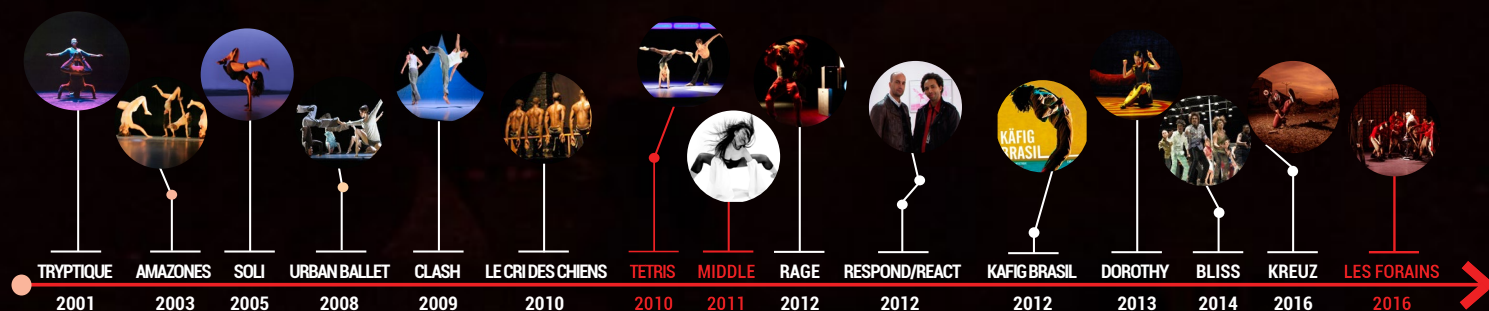 KÄFIG
BRASIL
TRYPTIQUE AMAZONES SOLI URBAN BALLET CLASH LE CRI DES CHIENS TETRIS MIDDLE RAGE RESPOND/REACT KAFIG BRASIL DOROTHY BLISS KREUZ LES FORAINS
2001 2003 2005 2008 2009 2010 2010 2011 2012 2012 2012 2013 2014 2016 2016